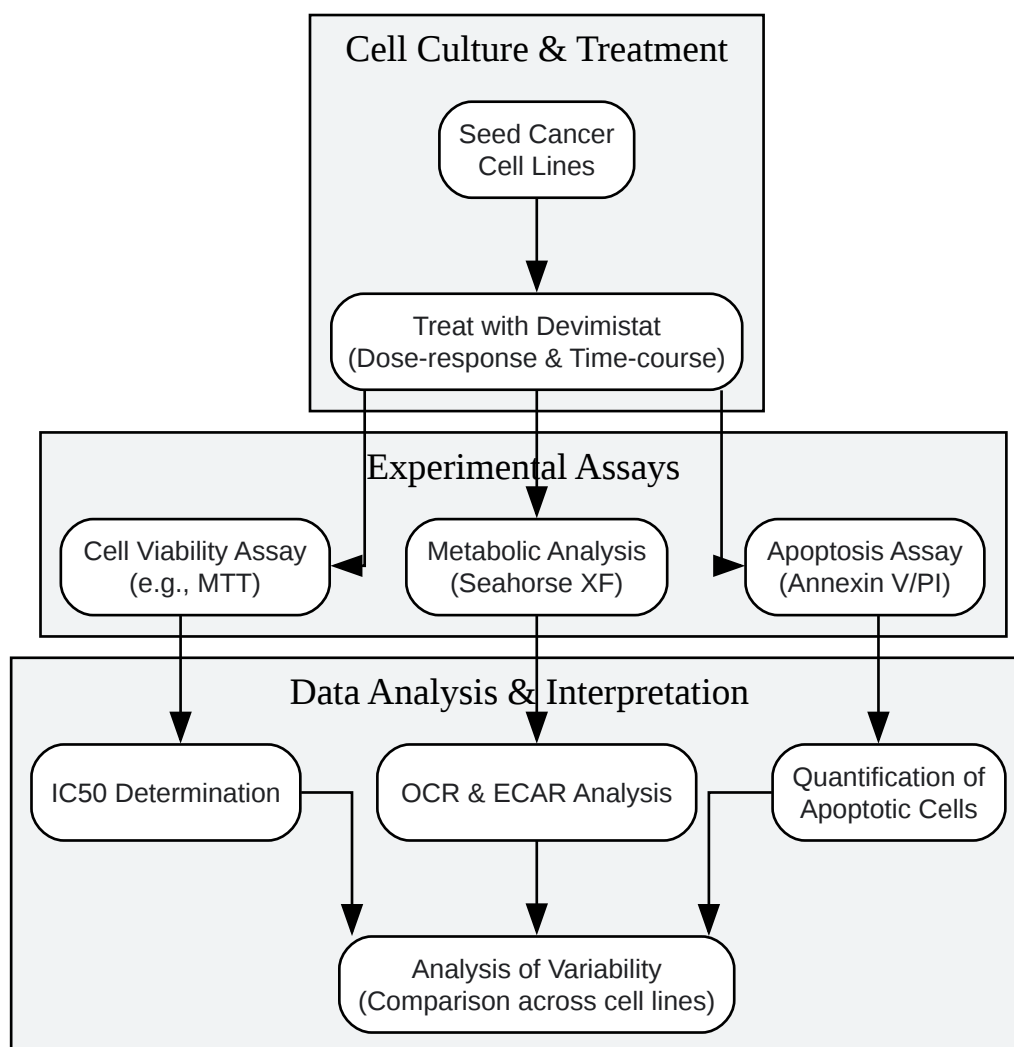 Cell Culture & Treatment
Seed Cancer
Cell Lines
Treat with Devimistat
(Dose-response & Time-course)
Experimental Assays
Cell Viability Assay
(e.g., MTT)
Metabolic Analysis
(Seahorse XF)
Apoptosis Assay
(Annexin V/PI)
Data Analysis & Interpretation
IC50 Determination
OCR & ECAR Analysis
Quantification of
Apoptotic Cells
Analysis of Variability
(Comparison across cell lines)